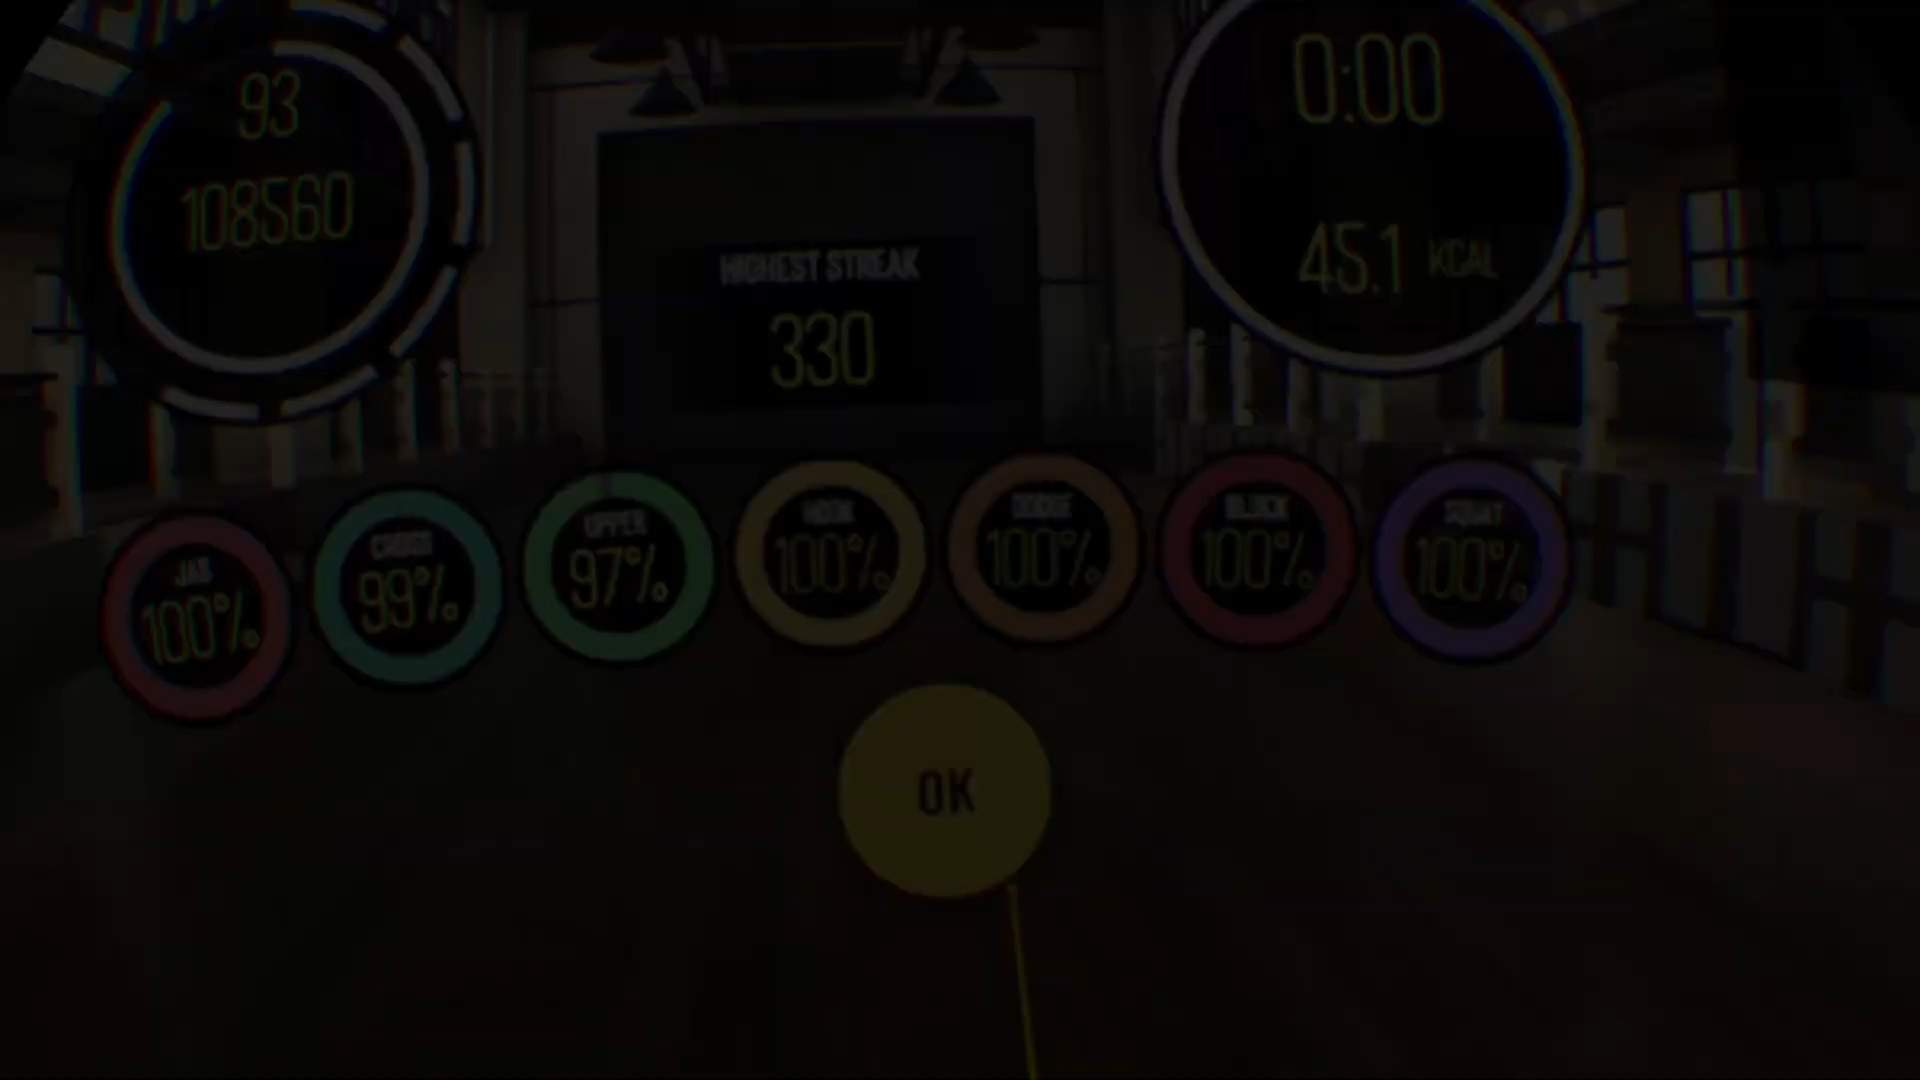 93
108560
HIGHEST STREAK
330
0:00
45.1 KCAL
JAB
100%
CROSS
99%
UPPER
97%
HOOK
100%
DODGE
100%
BLOCK
100%
SQUAT
100%
OK